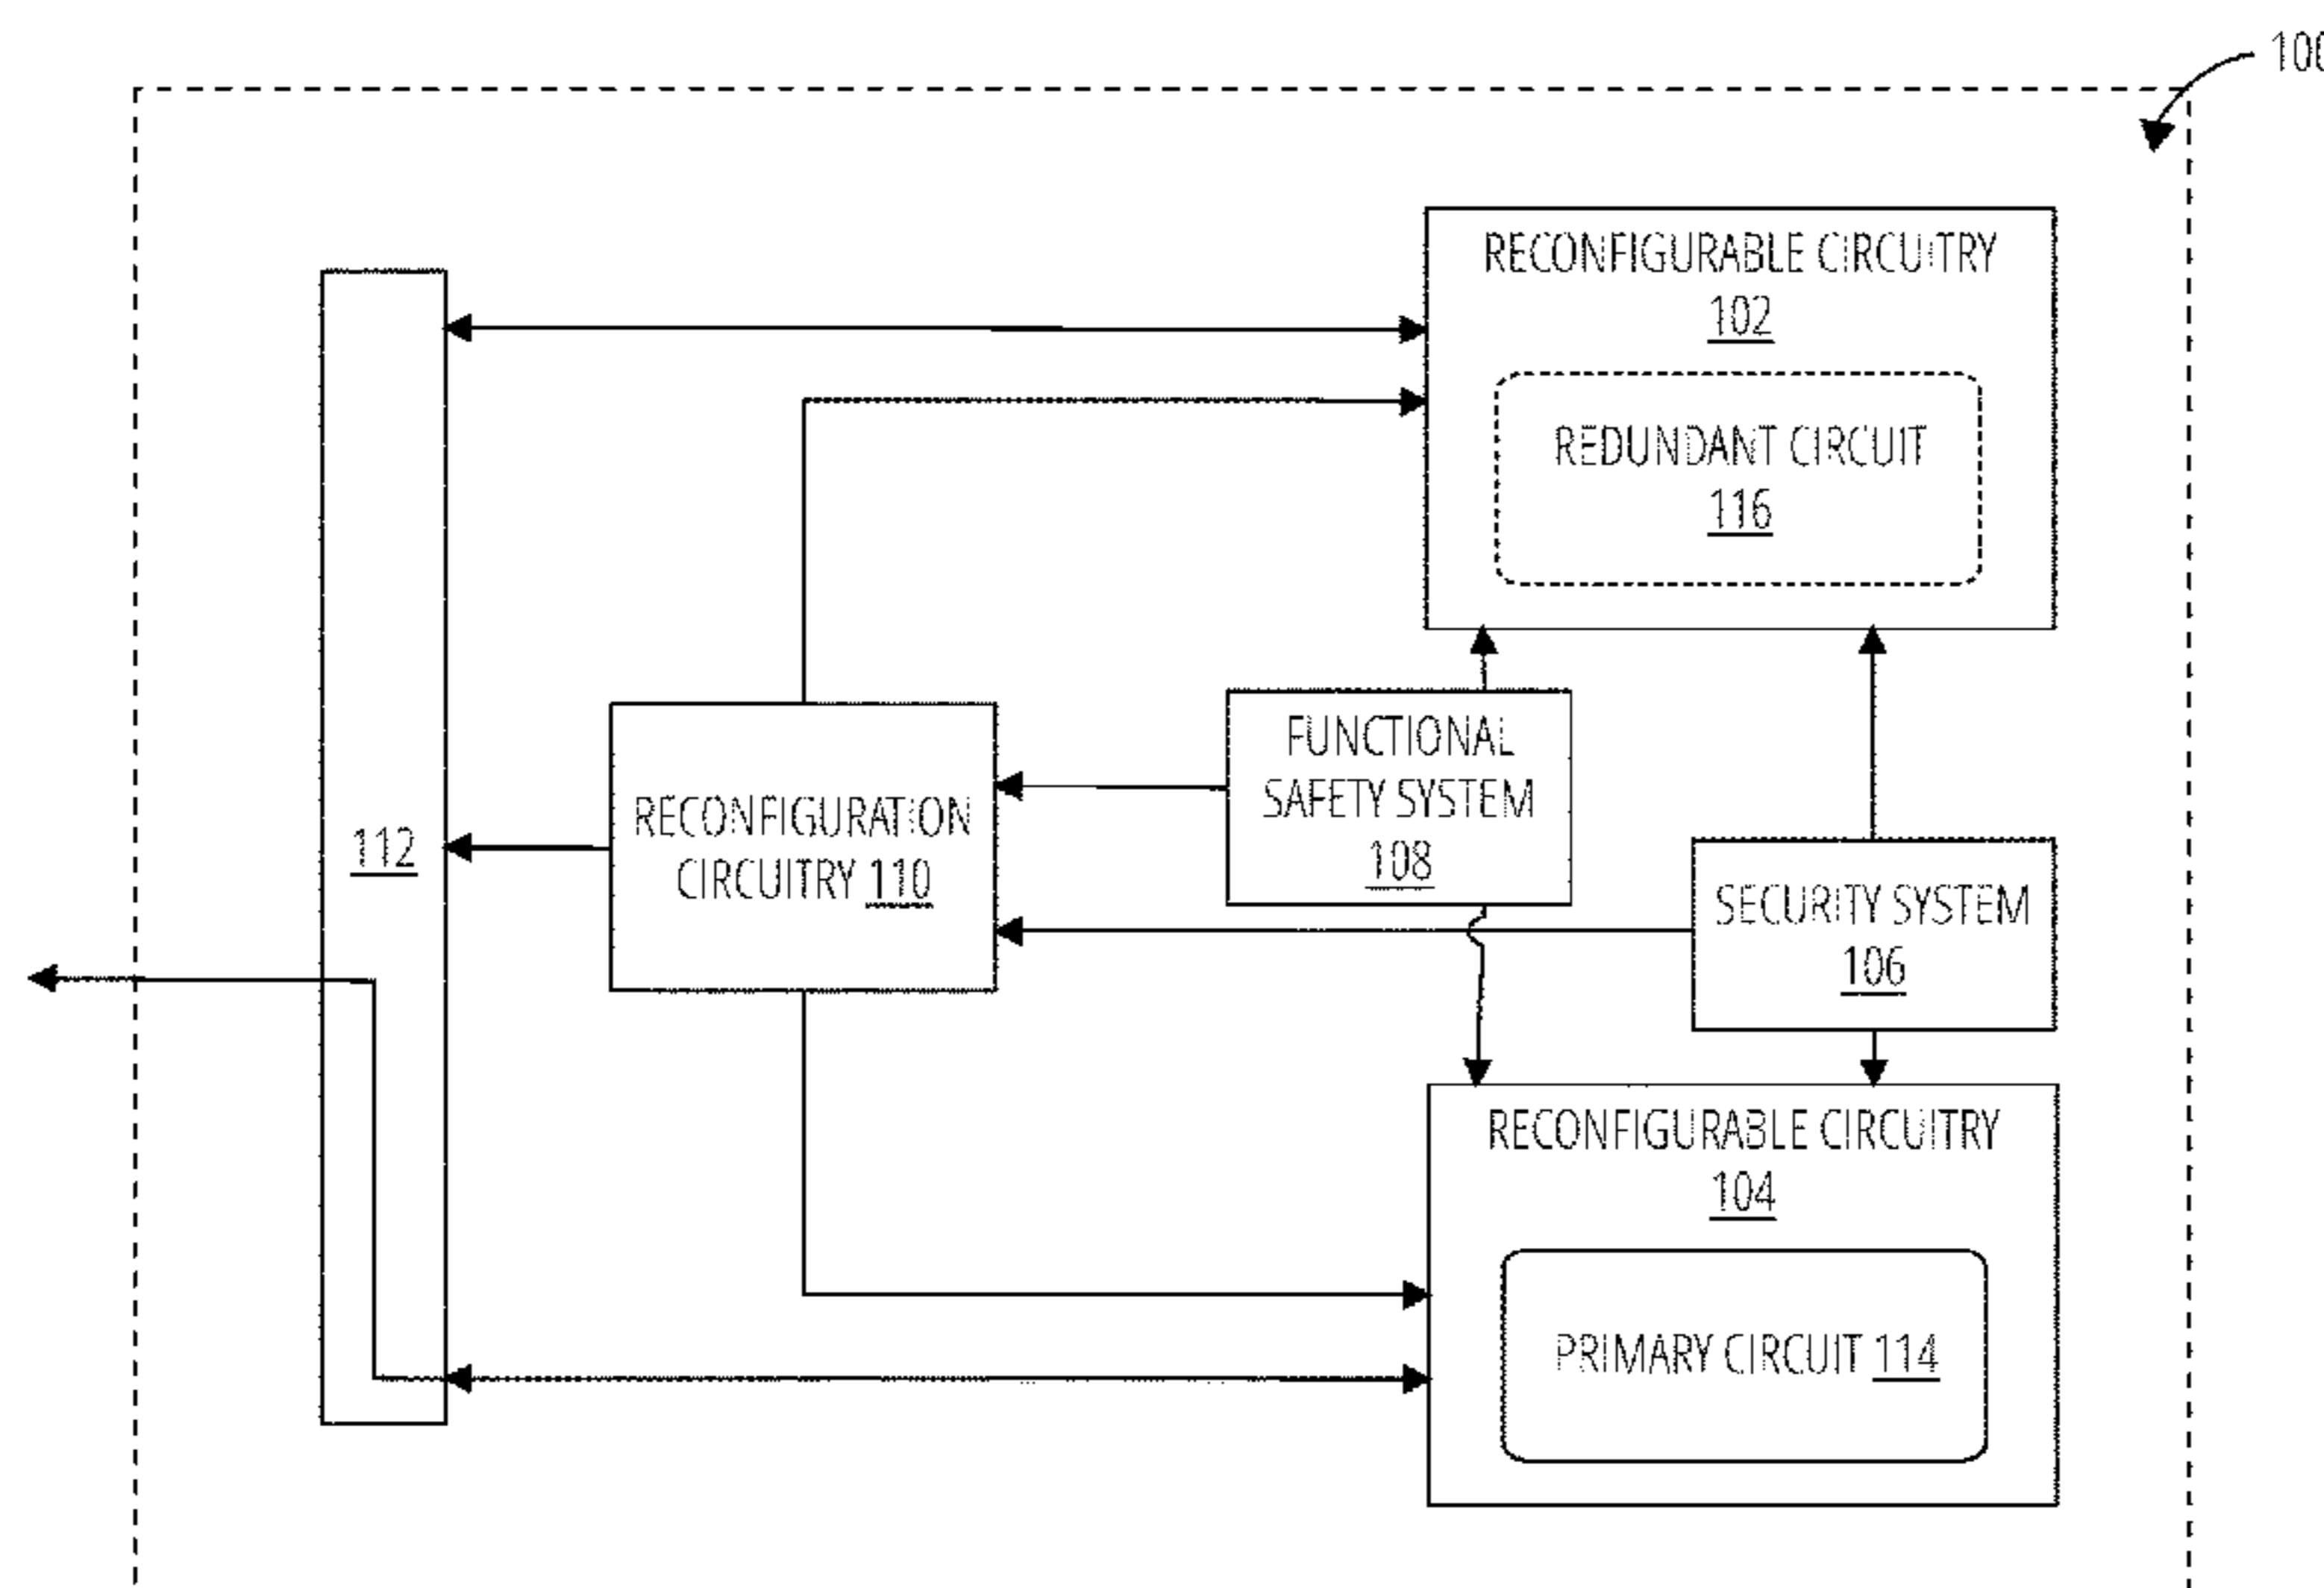 100
RECONFIGURABLE CIRCUITRY
102
REDUNDANT CIRCUIT
116
FUNCTIONAL
SAFETY SYSTEM
108
RECONFIGURATION
CIRCUITRY 110
112
SECURITY SYSTEM
106
RECONFIGURABLE CIRCUITRY
104
PRIMARY CIRCUIT 114